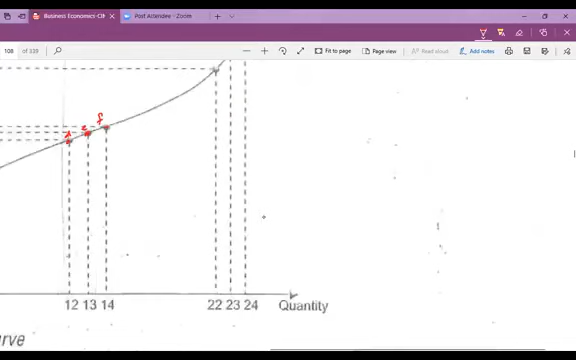 Business Economics-CIM
Post Attendee - Zoom
108 of 339
Fit to page
Page view
Read aloud
Add notes
f
12 13 14
22 23 24
Quantity
urve